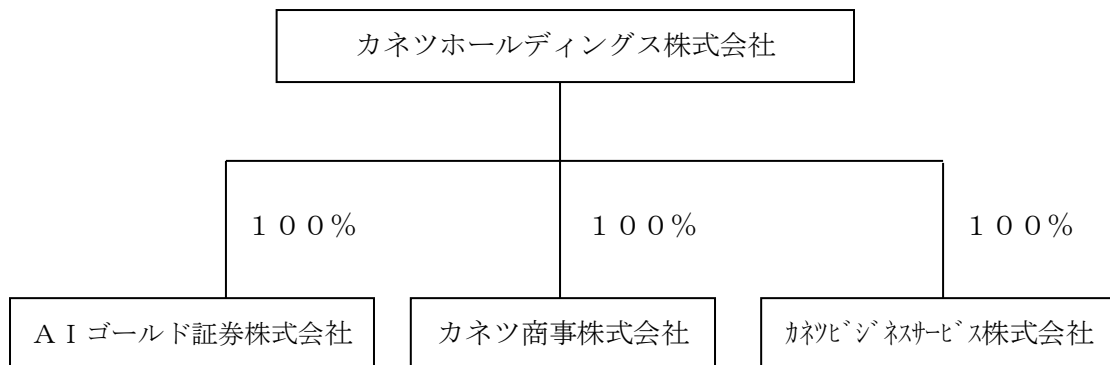 カネツホールディングス株式会社
１００％ １００％ １００％
ＡＩゴールド証券株式会社 カネツ商事株式会社 ｶﾈﾂﾋﾞｼﾞﾈｽｻｰﾋﾞｽ株式会社